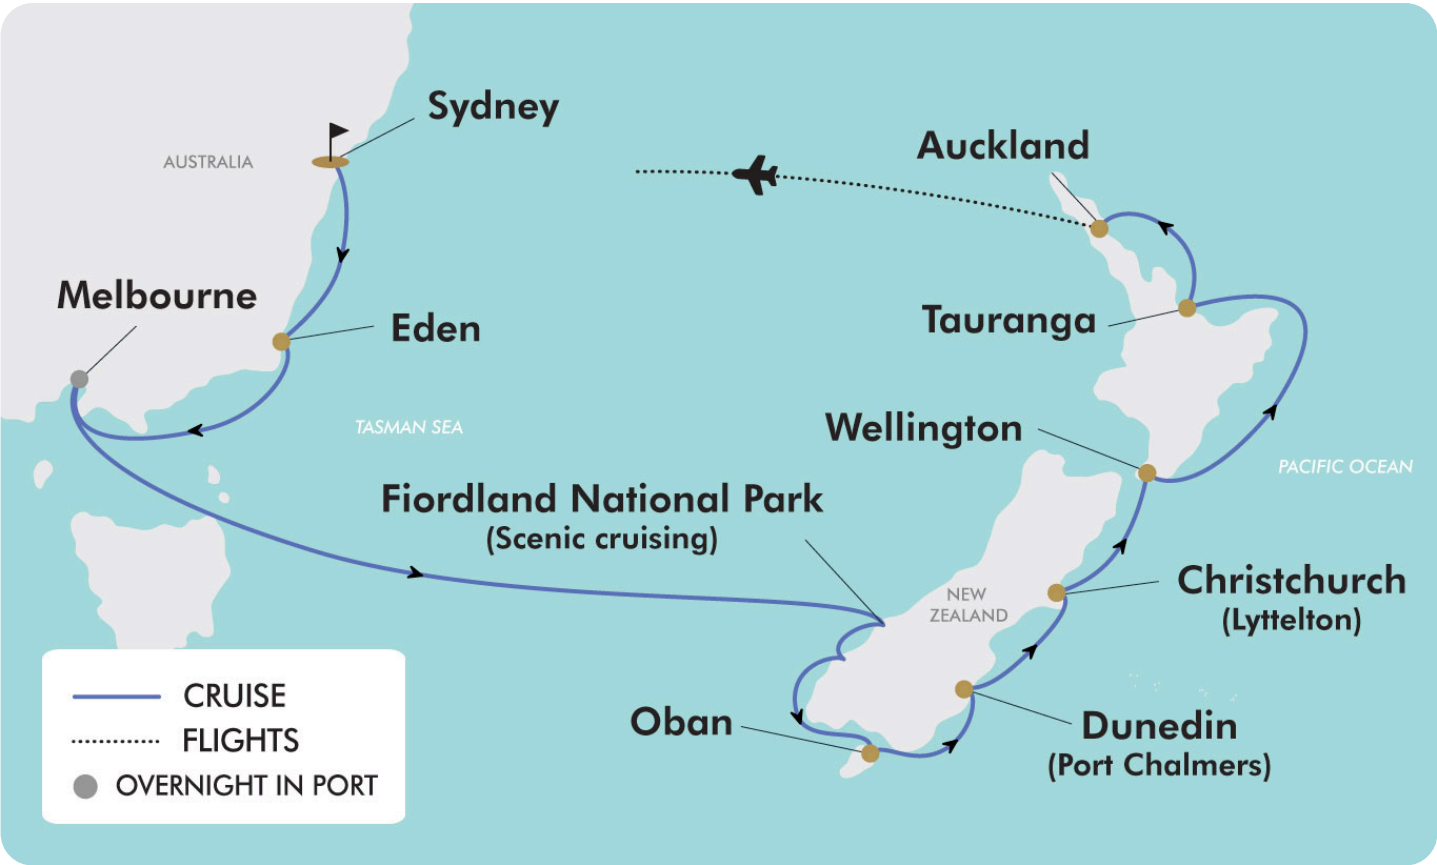 Sydney
AUSTRALIA
Auckland
Melbourne
Eden
Tauranga
TASMAN SEA
Wellington
PACIFIC OCEAN
Fiordland National Park
(Scenic cruising)
NEW
ZEALAND
Christchurch
(Lyttelton)
Oban
Dunedin
(Port Chalmers)
CRUISE
FLIGHTS
OVERNIGHT IN PORT